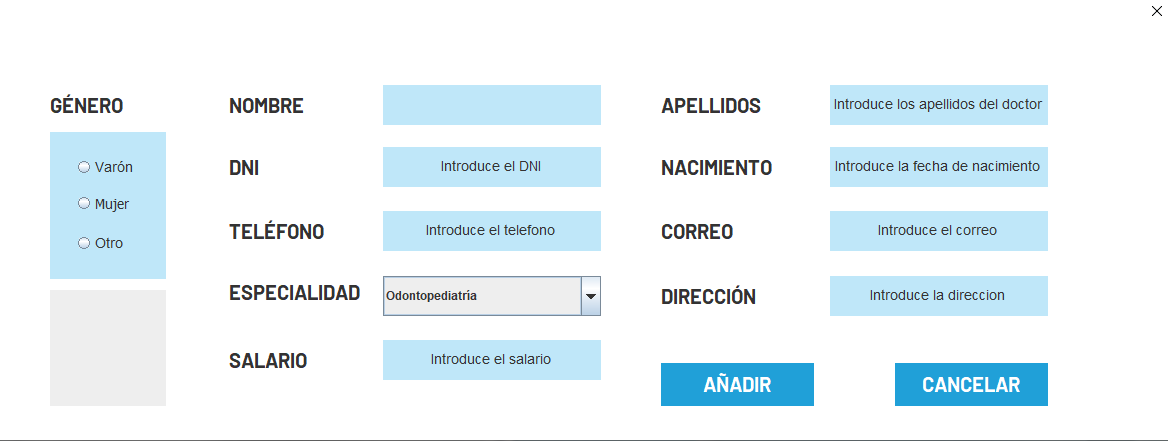 GÉNERO
Varón
Mujer
Otro
NOMBRE
DNI
Introduce el DNI
TELÉFONO
Introduce el telefono
ESPECIALIDAD
Odontopediatría
SALARIO
Introduce el salario
APELLIDOS
Introduce los apellidos del doctor
NACIMIENTO
Introduce la fecha de nacimiento
CORREO
Introduce el correo
DIRECCIÓN
Introduce la direccion
AÑADIR
CANCELAR